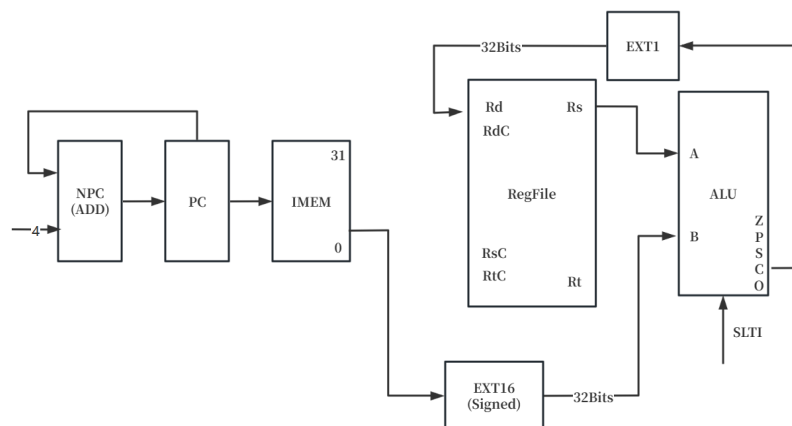 32Bits
EXT1
Rd
Rs
RdC
31
NPC
(ADD)
PC
IMEM
RegFile
A
ALU
4
0
B
Z
P
S
C
O
RsC
RtC
Rt
SLTI
EXT16
(Signed)
32Bits